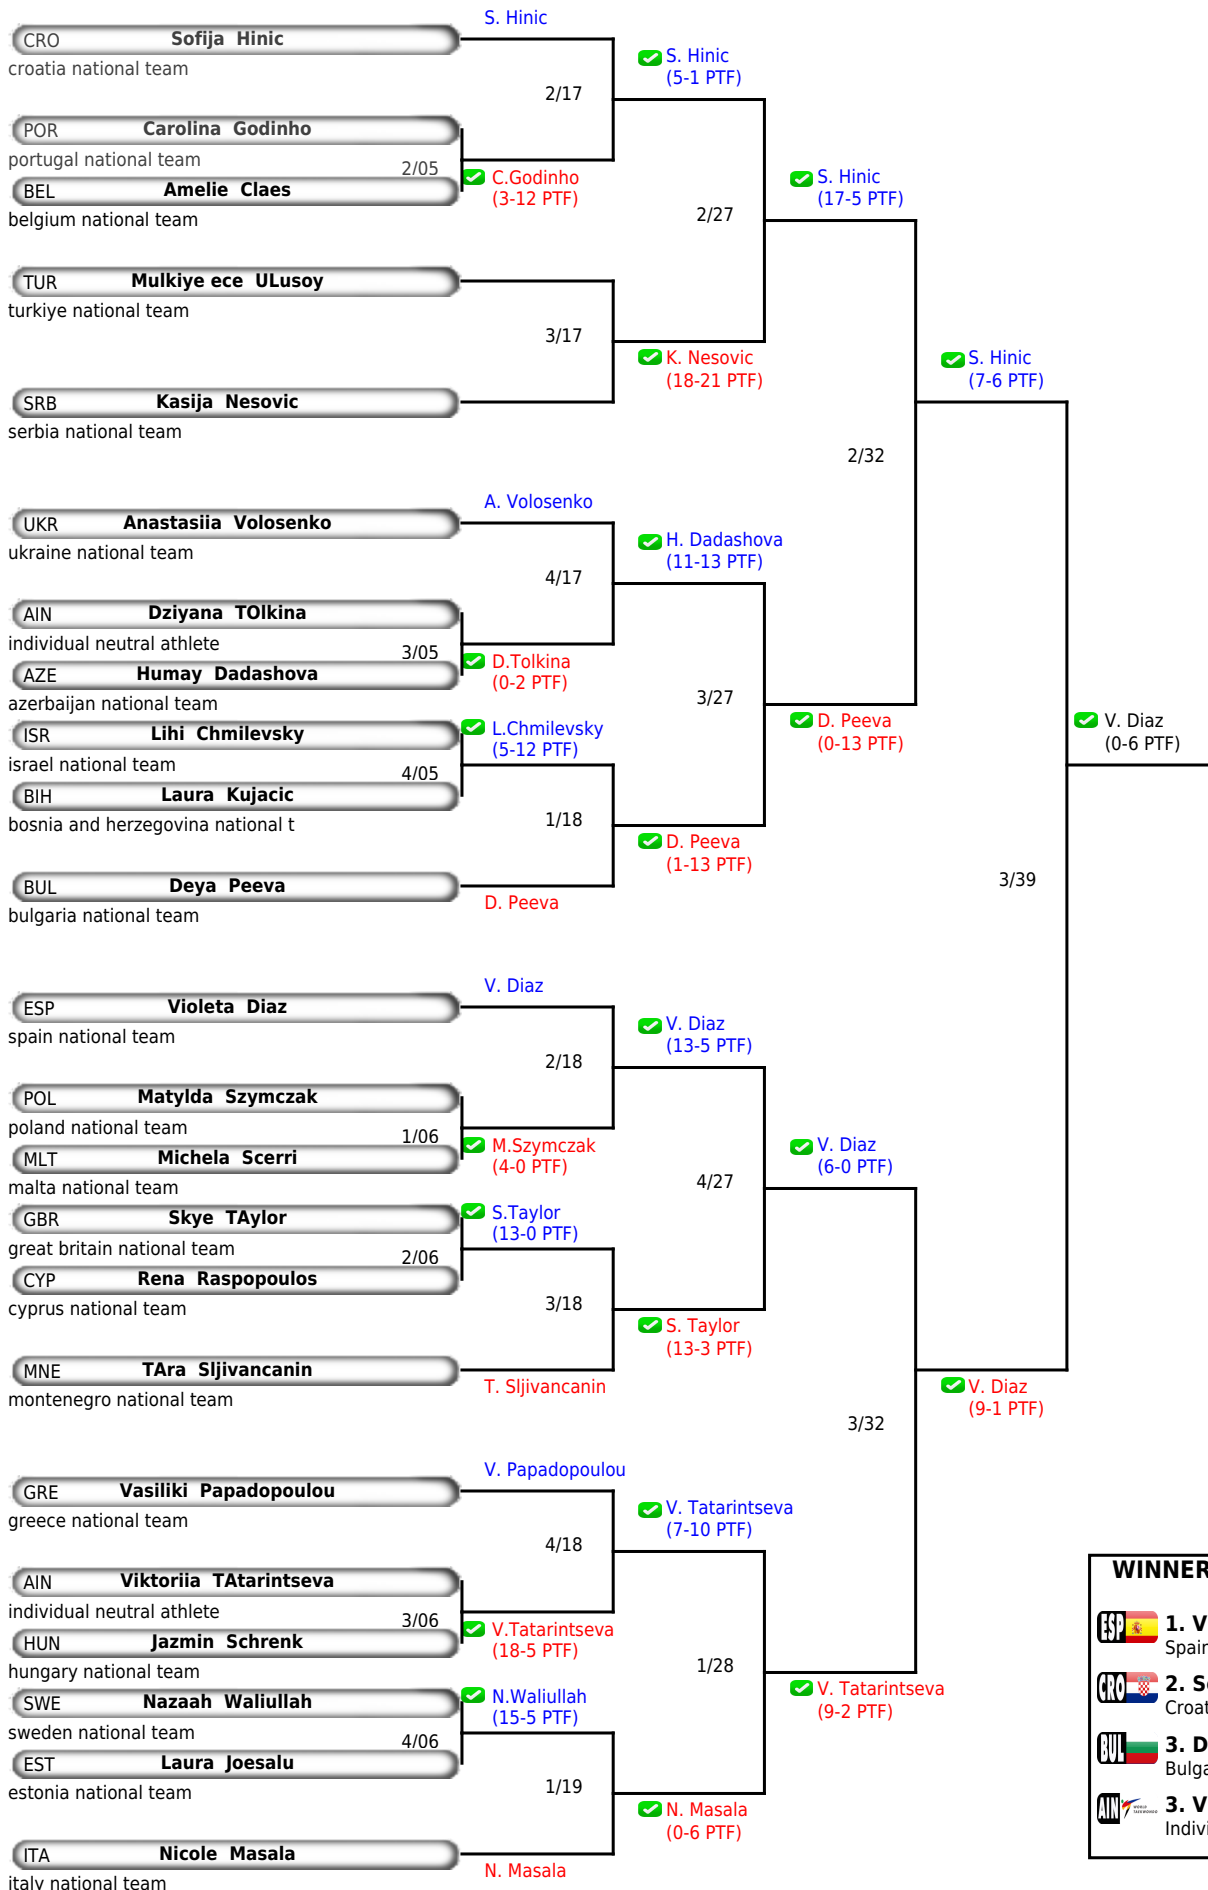 S. Hinic
CRO Sofija Hinic
croatia national team
S. Hinic
(5-1 PTF)
2/17
POR Carolina Godinho
portugal national team
2/05
C.Godinho
(3-12 PTF)
BEL Amelie Claes
belgium national team
S. Hinic
(17-5 PTF)
2/27
TUR Mulkiye ece ULusoy
turkiye national team
3/17
K. Nesovic
(18-21 PTF)
SRB Kasija Nesovic
serbia national team
S. Hinic
(7-6 PTF)
2/32
A. Volosenko
UKR Anastasiia Volosenko
ukraine national team
H. Dadashova
(11-13 PTF)
4/17
AIN Dziyana TOlkina
individual neutral athlete
3/05
D.Tolkina
(0-2 PTF)
AZE Humay Dadashova
azerbaijan national team
3/27
D. Peeva
(0-13 PTF)
ISR Lihi Chmilevsky
israel national team
4/05
L.Chmilevsky
(5-12 PTF)
BIH Laura Kujacic
bosnia and herzegovina national t
1/18
D. Peeva
(1-13 PTF)
BUL Deya Peeva
bulgaria national team
D. Peeva
V. Diaz
(0-6 PTF)
3/39
V. Diaz
ESP Violeta Diaz
spain national team
V. Diaz
(13-5 PTF)
2/18
POL Matylda Szymczak
poland national team
1/06
M.Szymczak
(4-0 PTF)
MLT Michela Scerri
malta national team
V. Diaz
(6-0 PTF)
4/27
GBR Skye TAylor
great britain national team
2/06
S.Taylor
(13-0 PTF)
CYP Rena Raspopoulos
cyprus national team
3/18
S. Taylor
(13-3 PTF)
MNE TAra Sljivancanin
montenegro national team
T. Sljivancanin
V. Diaz
(9-1 PTF)
3/32
V. Papadopoulou
GRE Vasiliki Papadopoulou
greece national team
V. Tatarintseva
(7-10 PTF)
4/18
AIN Viktoriia TAtarintseva
individual neutral athlete
3/06
V.Tatarintseva
(18-5 PTF)
HUN Jazmin Schrenk
hungary national team
1/28
V. Tatarintseva
(9-2 PTF)
SWE Nazaah Waliullah
sweden national team
4/06
N.Waliullah
(15-5 PTF)
EST Laura Joesalu
estonia national team
1/19
N. Masala
(0-6 PTF)
ITA Nicole Masala
italy national team
N. Masala
WINNER
ESP 1. V
Spain
CRO 2. S
Croat
BUL 3. D
Bulga
AIN 3. V
Indivi